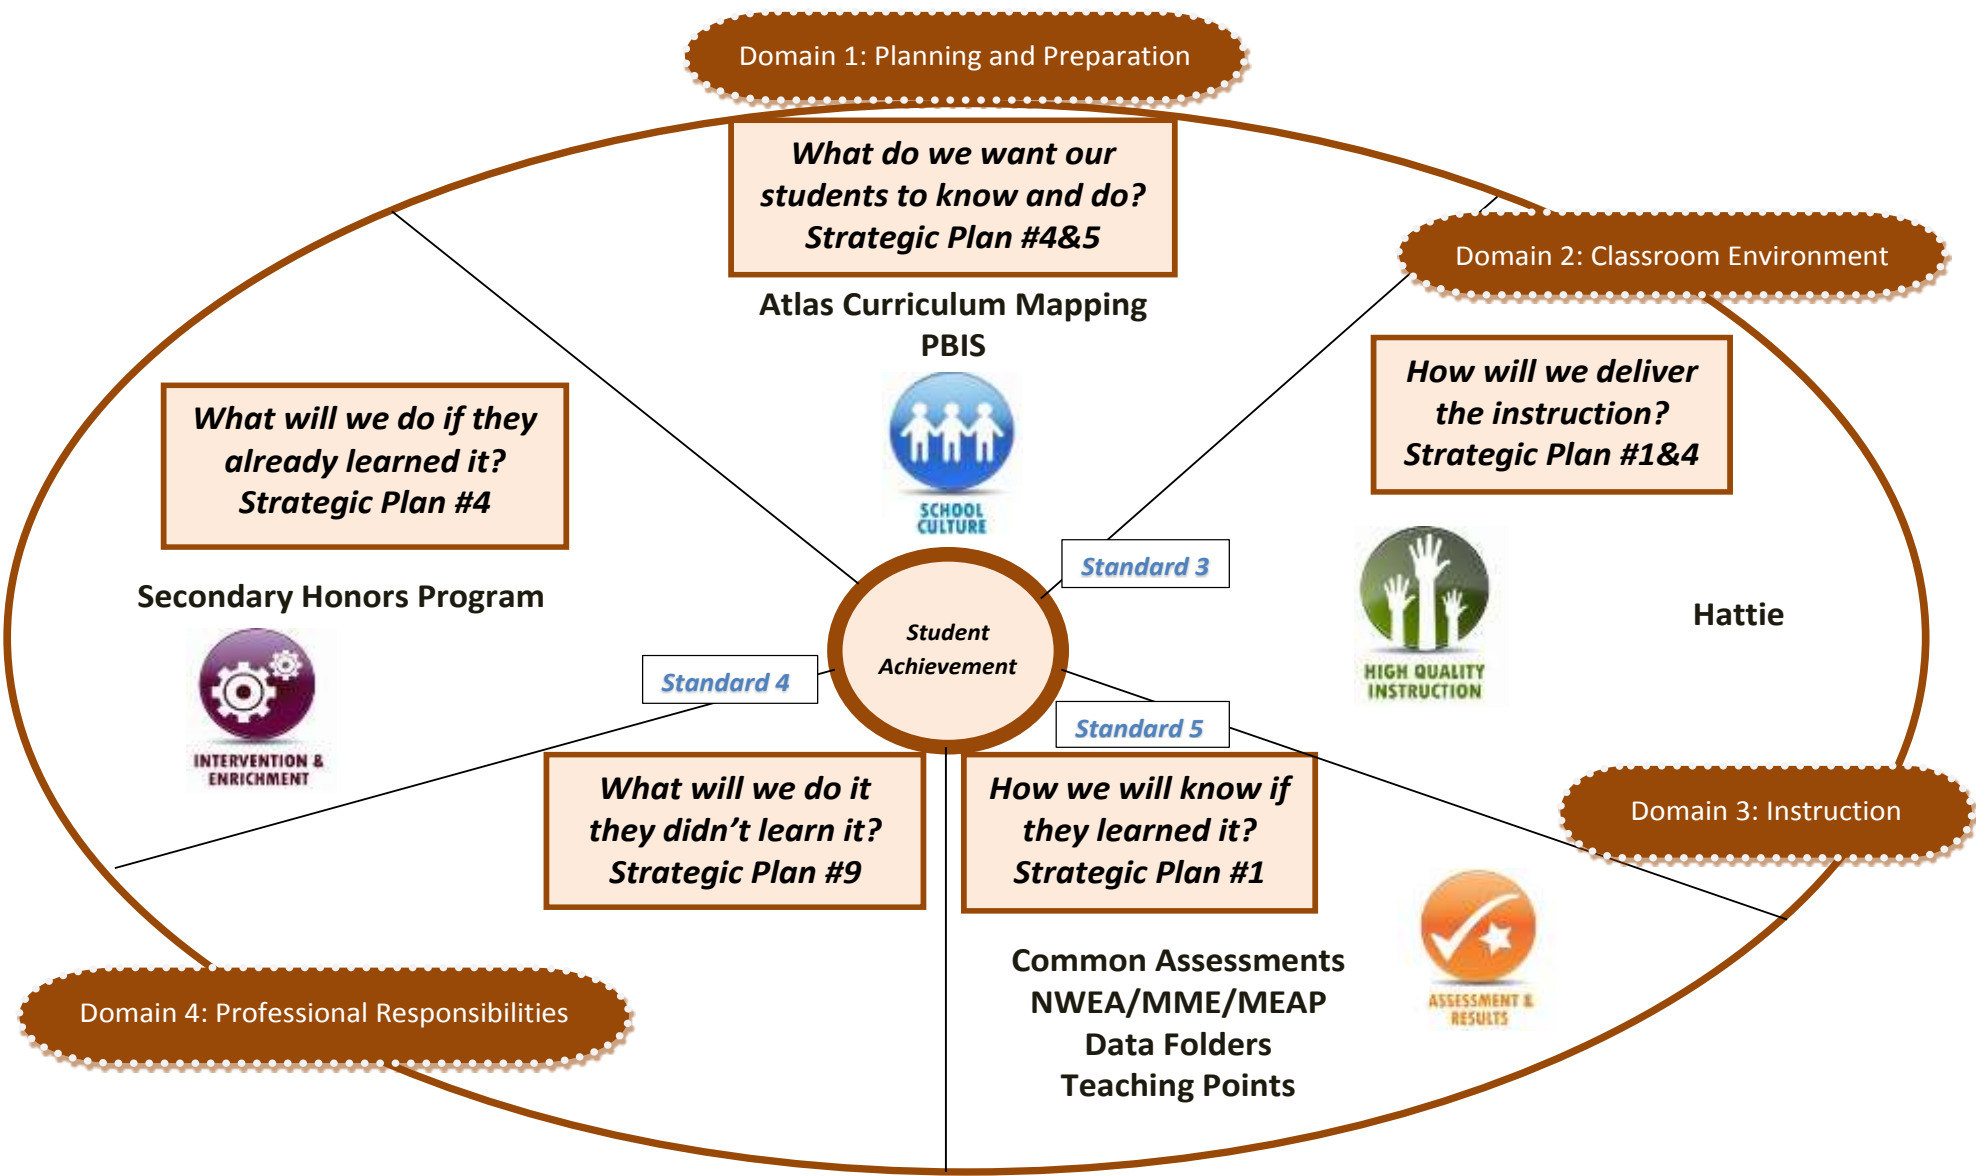 Domain 1: Planning and Preparation
What do we want our
students to know and do?
Strategic Plan #4&5
Atlas Curriculum Mapping
PBIS
SCHOOL
CULTURE
Domain 2: Classroom Environment
How will we deliver
the instruction?
Strategic Plan #1&4
HIGH QUALITY
INSTRUCTION
Hattie
What will we do if they
already learned it?
Strategic Plan #4
Secondary Honors Program
INTERVENTION &
ENRICHMENT
Standard 3
Student
Achievement
Standard 4
Standard 5
What will we do it
they didn’t learn it?
Strategic Plan #9
How we will know if
they learned it?
Strategic Plan #1
Domain 3: Instruction
Common Assessments
NWEA/MME/MEAP
Data Folders
Teaching Points
ASSESSMENT &
RESULTS
Domain 4: Professional Responsibilities